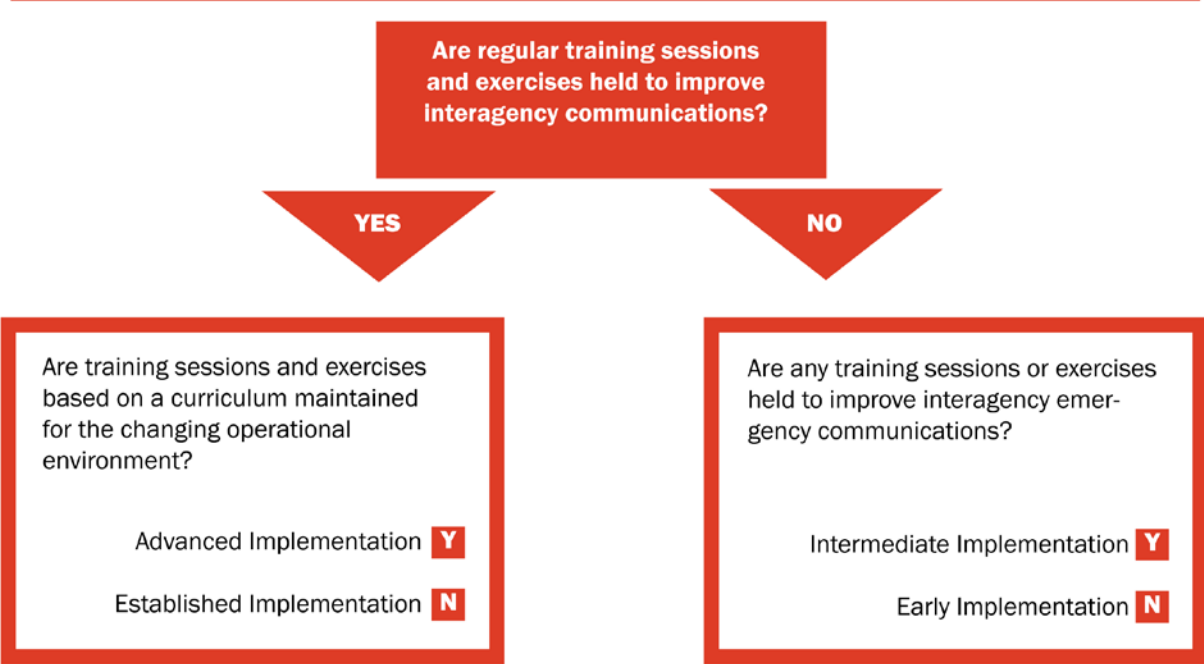 Are regular training sessions
and exercises held to improve
interagency communications?
YES
NO
Are training sessions and exercises
based on a curriculum maintained
for the changing operational
environment?
Advanced Implementation Y
Established Implementation N
Are any training sessions or exercises
held to improve interagency emer-
gency communications?
Intermediate Implementation Y
Early Implementation N